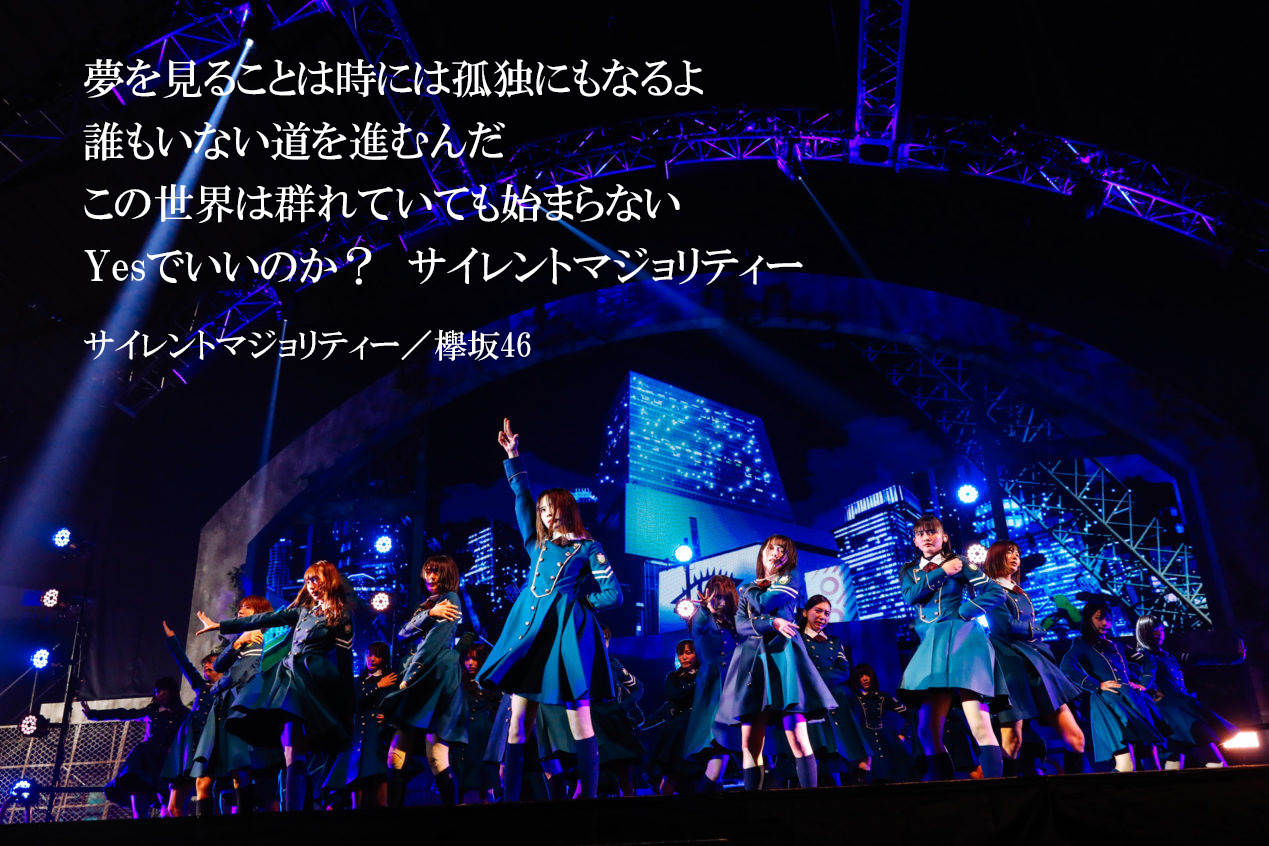 夢を見ることは時には孤独にもなるよ
誰もいない道を進むんだ
この世界は群れていても始まらない
Yesでいいのか？　サイレントマジョリティー
サイレントマジョリティー／欅坂46